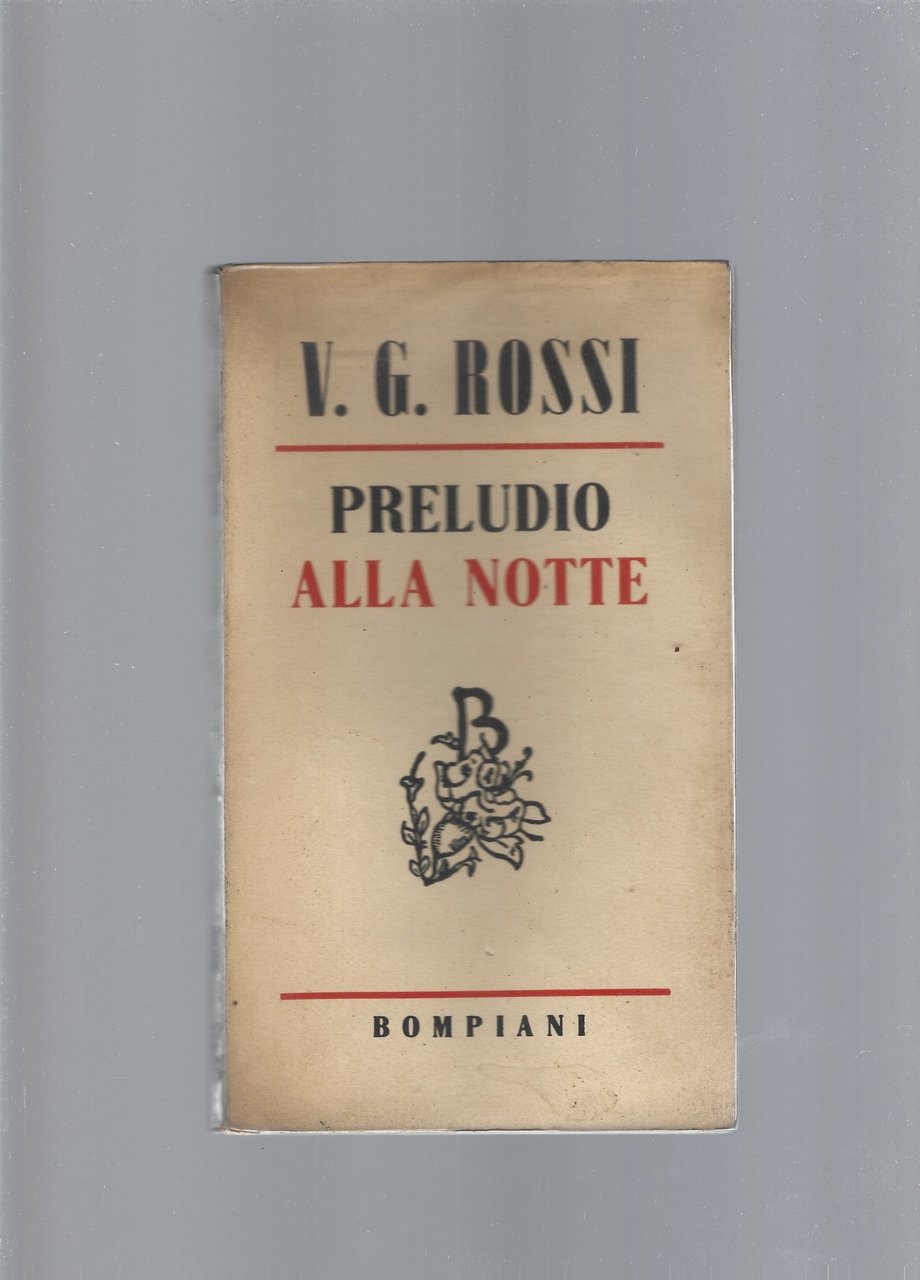 V. G. ROSSI
PRELUDIO
ALLA NOTTE
B
BOMPIANI